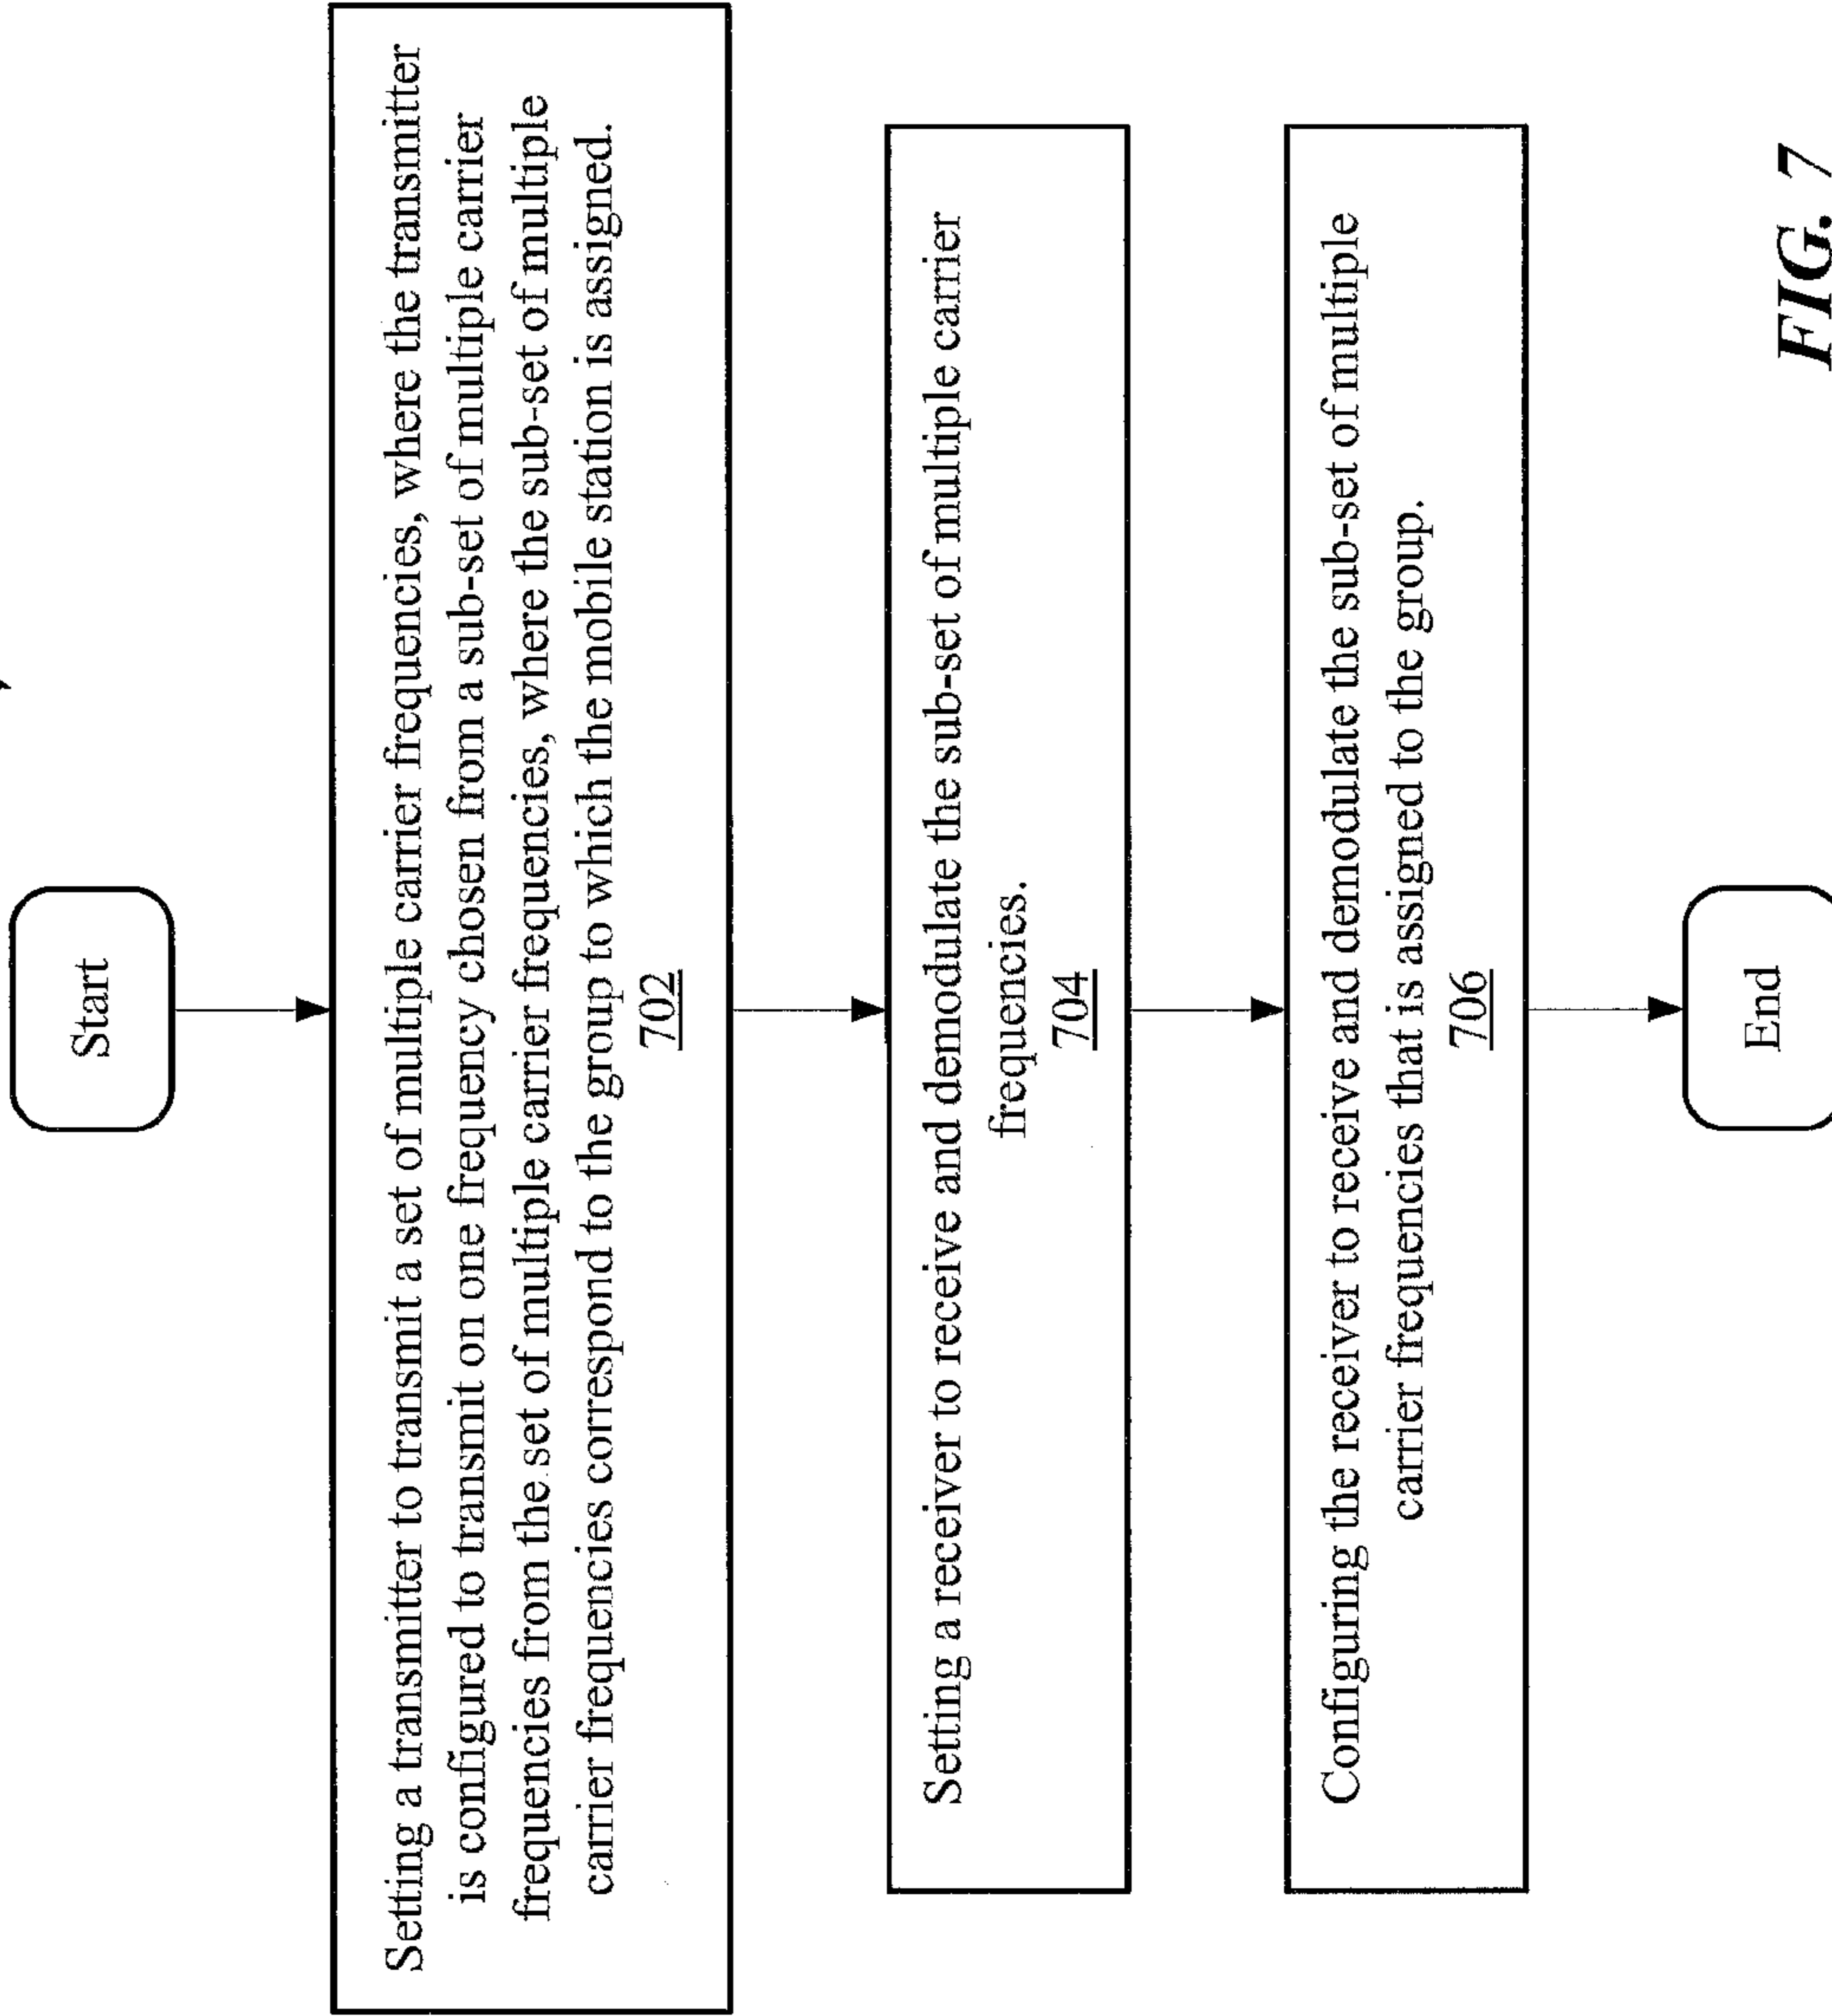 Start
Setting a transmitter to transmit a set of multiple carrier frequencies, where the transmitter
is configured to transmit on one frequency chosen from a sub-set of multiple carrier
frequencies from the set of multiple carrier frequencies, where the sub-set of multiple
carrier frequencies correspond to the group to which the mobile station is assigned.
702
Setting a receiver to receive and demodulate the sub-set of multiple carrier
frequencies.
704
Configuring the receiver to receive and demodulate the sub-set of multiple
carrier frequencies that is assigned to the group.
706
End
FIG. 7